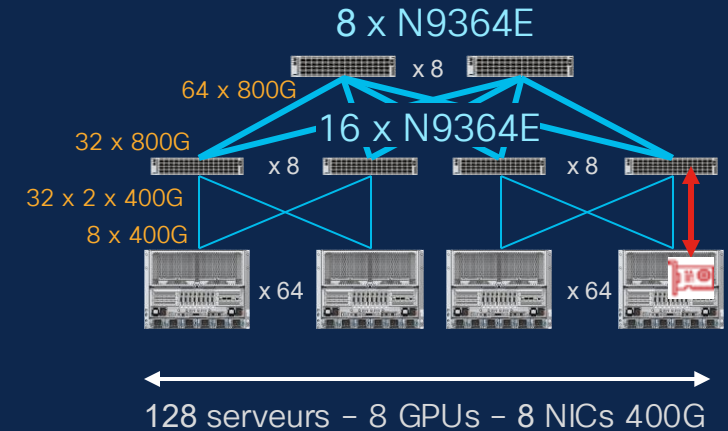 8 x N9364E
x 8
64 x 800G
16 x N9364E
32 x 800G
x 8
x 8
32 x 2 x 400G
8 x 400G
x 64
x 64
128 serveurs – 8 GPUs – 8 NICs 400G